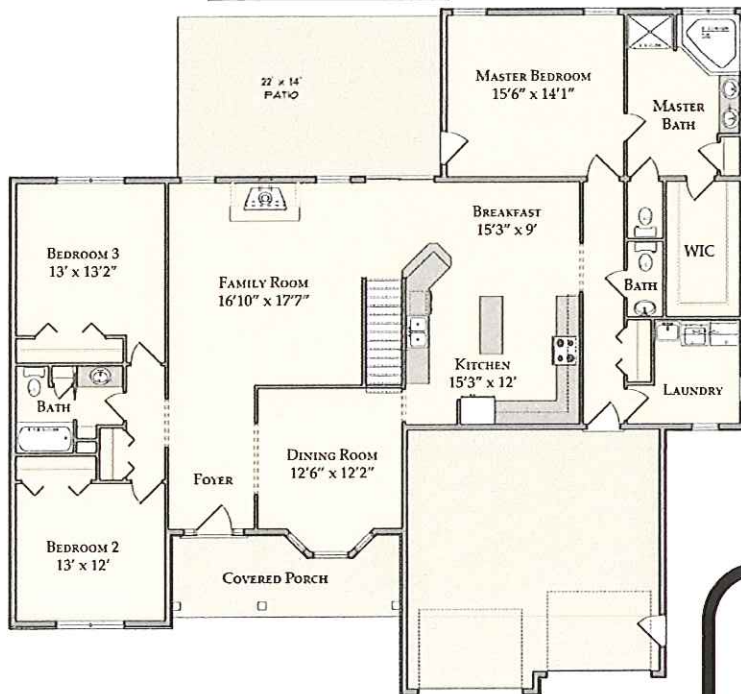 22' x 14'
PATIO
MASTER BEDROOM
15'6" x 14'1"
MASTER
BATH
BEDROOM 3
13' x 13'2"
FAMILY ROOM
16'10" x 17'7"
BREAKFAST
15'3" x 9'
WIC
BATH
KITCHEN
15'3" x 12'
LAUNDRY
BATH
DINING ROOM
12'6" x 12'2"
FOYER
BEDROOM 2
13' x 12'
COVERED PORCH